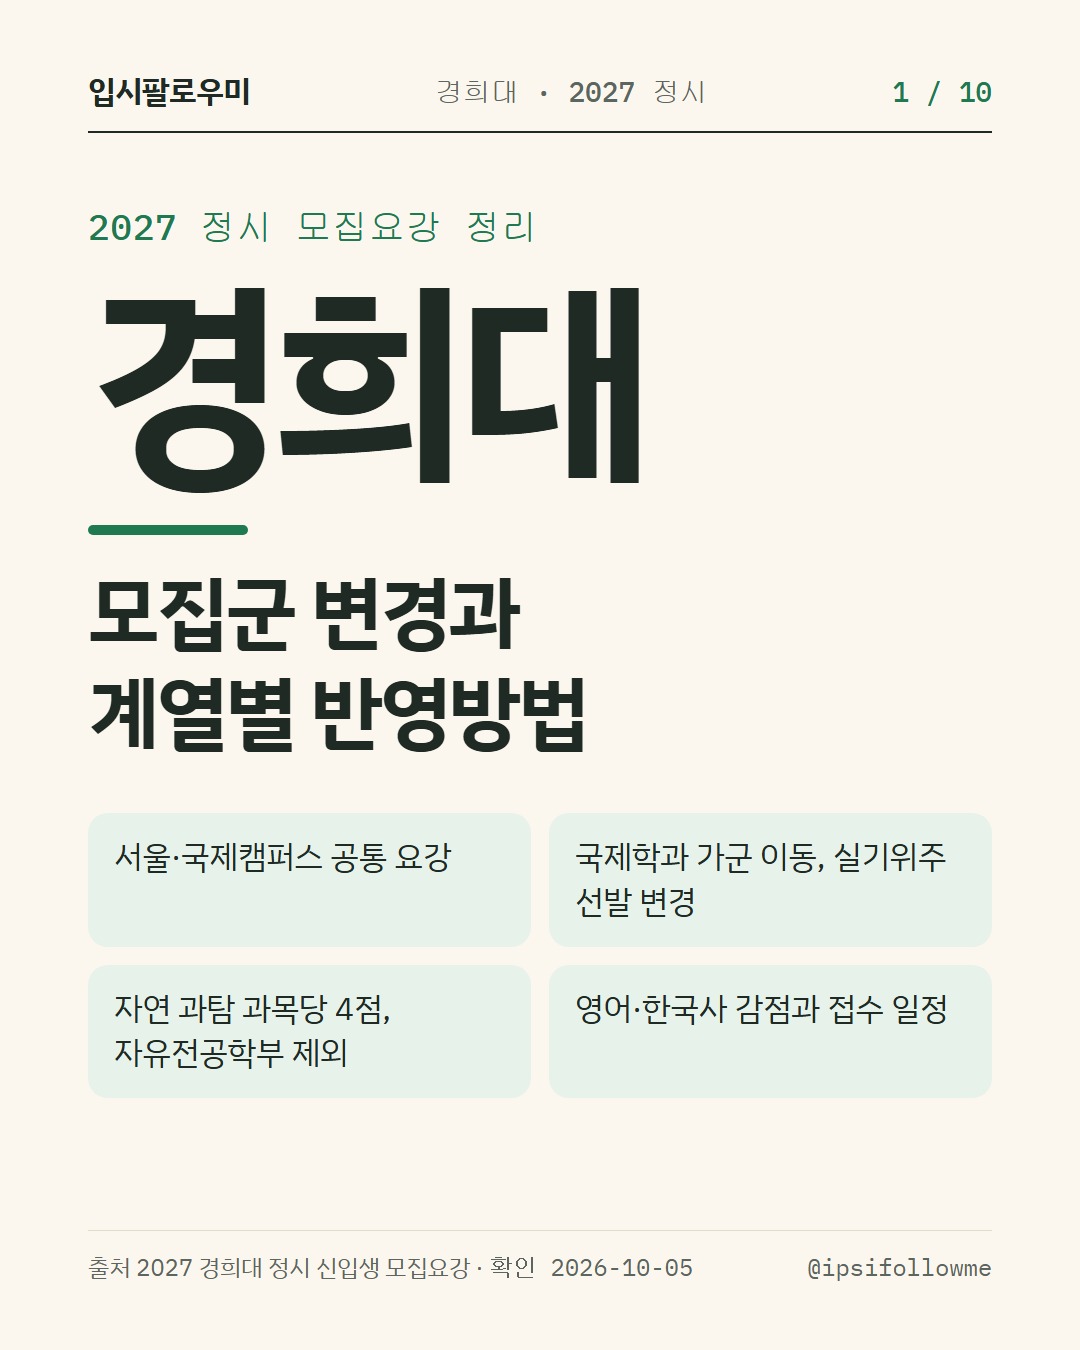 입시팔로우미
경희대 · 2027 정시
1 / 10
2027 정시 모집요강 정리
경희대
모집군 변경과
계열별 반영방법
서울·국제캠퍼스 공통 요강
국제학과 가군 이동, 실기위주
선발 변경
자연 과탐 과목당 4점,
자유전공학부 제외
영어·한국사 감점과 접수 일정
출처 2027 경희대 정시 신입생 모집요강 · 확인 2026-10-05
@ipsifollowme